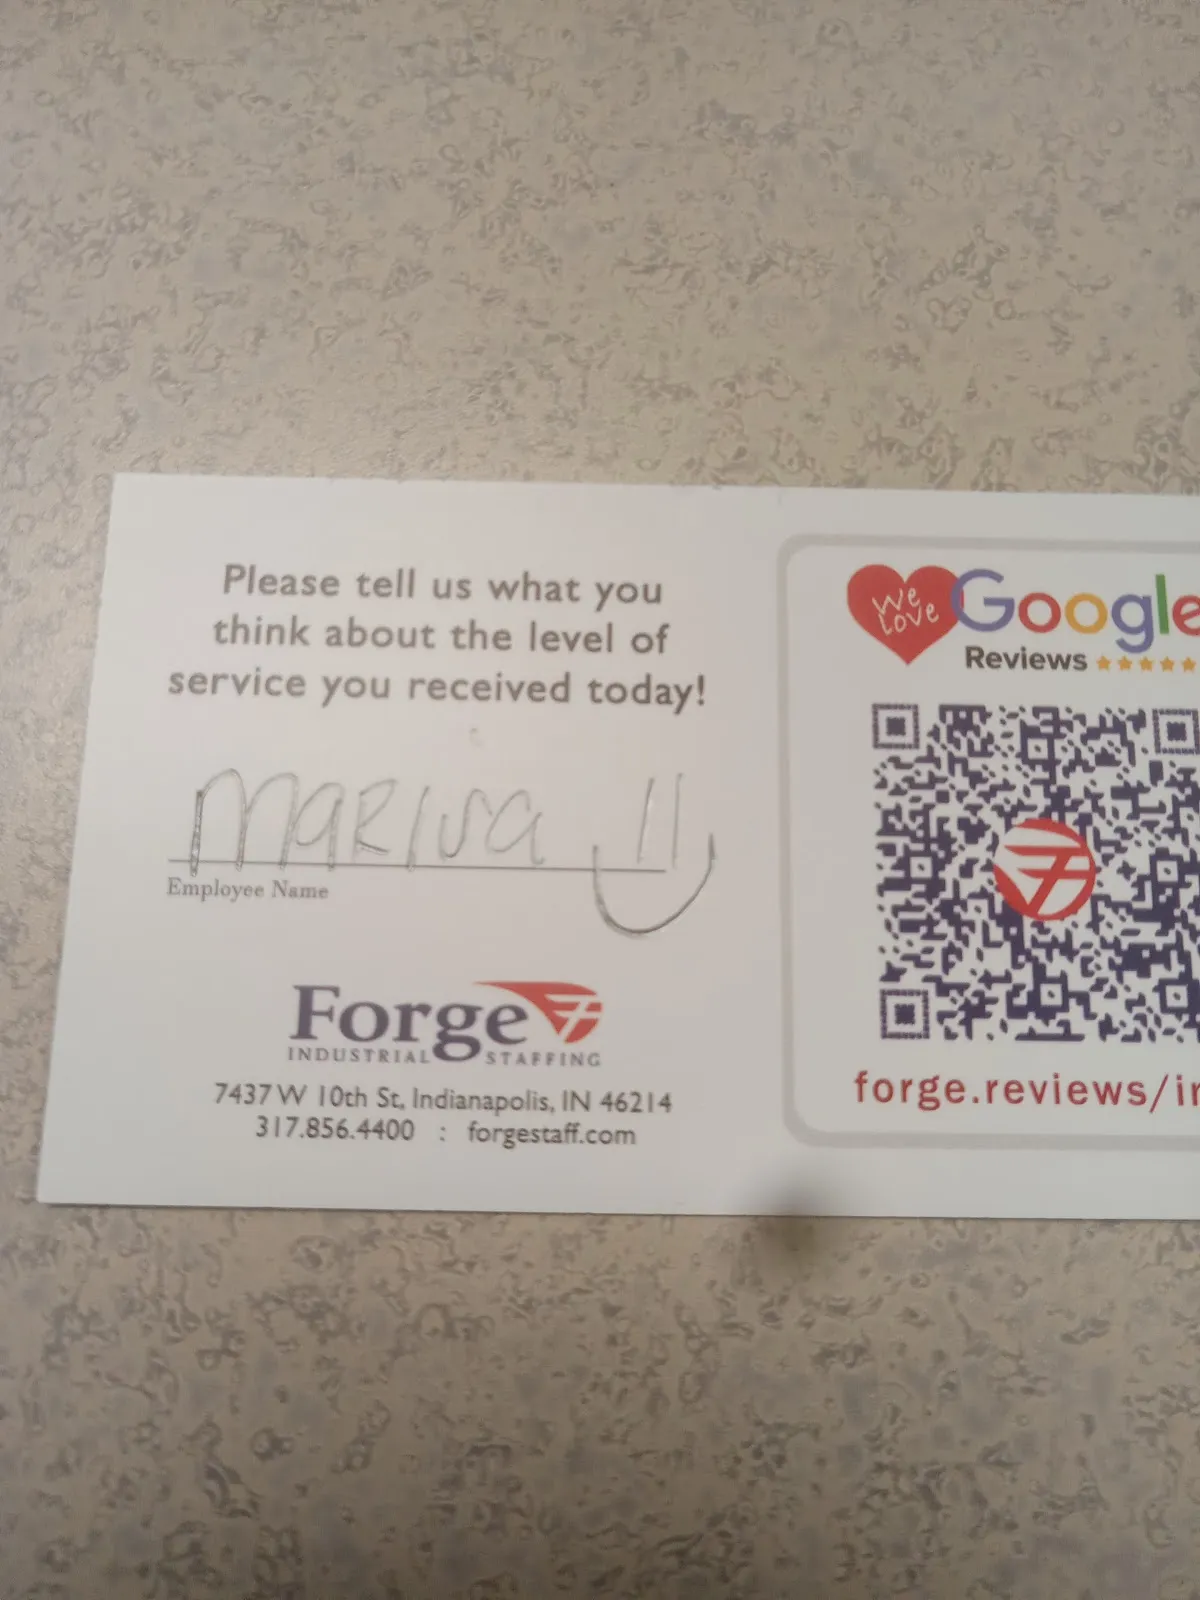 Please tell us what you
think about the level of
service you received today!
Employee Name
Forge
INDUSTRIAL STAFFING
7437 W 10th St, Indianapolis, IN 46214
317.856.4400 : forgestaff.com
We
Love
Google
Reviews
forge.reviews/in